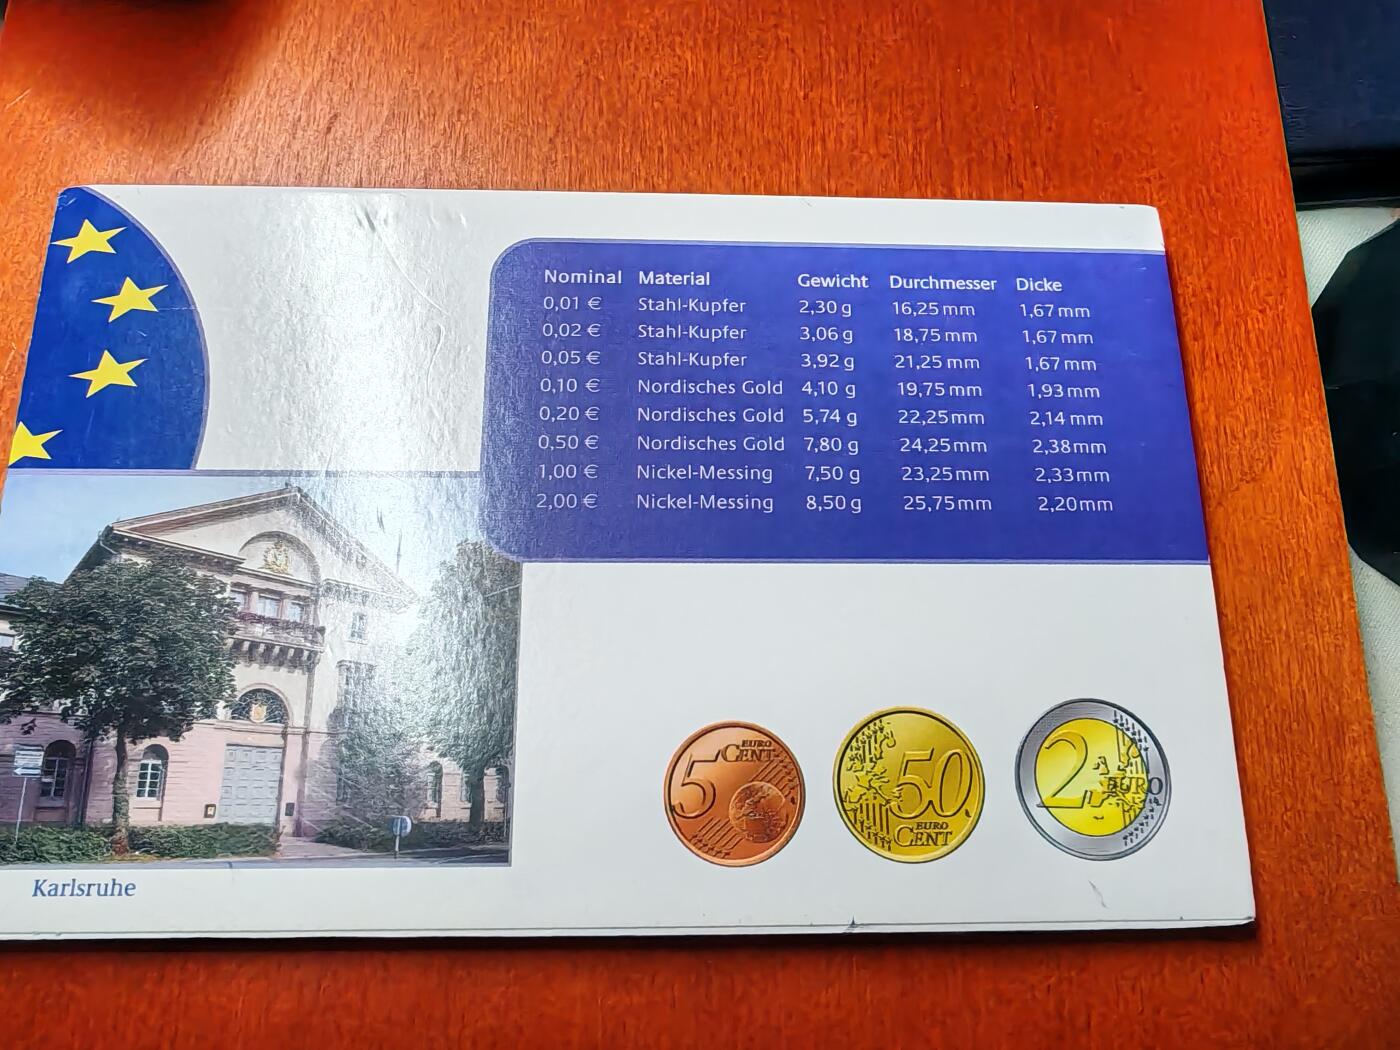 Nominal Material Gewicht Durchmesser Dicke
0,01 € Stahl-Kupfer 2,30 g 16,25 mm 1,67 mm
0,02 € Stahl-Kupfer 3,06 g 18,75 mm 1,67 mm
0,05 € Stahl-Kupfer 3,92 g 21,25 mm 1,67 mm
0,10 € Nordisches Gold 4,10 g 19,75 mm 1,93 mm
0,20 € Nordisches Gold 5,74 g 22,25 mm 2,14 mm
0,50 € Nordisches Gold 7,80 g 24,25 mm 2,38 mm
1,00 € Nickel-Messing 7,50 g 23,25 mm 2,33 mm
2,00 € Nickel-Messing 8,50 g 25,75 mm 2,20 mm
5 EURO CENT
50 EURO CENT
2 EURO
Karlsruhe